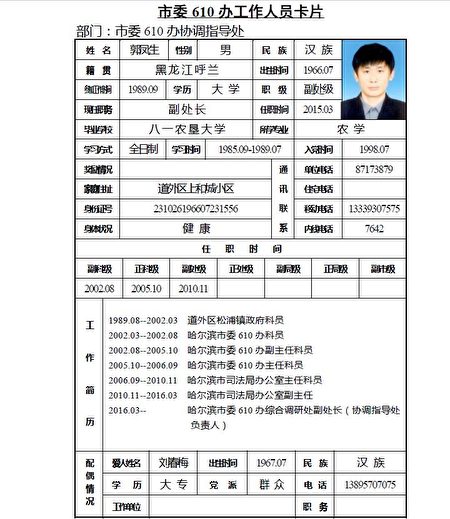 市委 610 办工作人员卡片
部门：市委 610 办协调指导处
姓 名 郭凤生 性别 男 民 族 汉 族
籍 贯 黑龙江呼兰 出生时间 1966.07
参加工作时间 1989.09 学历 大 学 职 级 副处级
现任职务 副处长 任职时间 2015.03
毕业学校 八一农垦大学 所学专业 农 学
学习方式 全日制 学习时间 1985.09-1989.07 入党时间 1998.07
奖惩情况 通讯联系 单位电话 87173879
家庭住址 道外区上和城小区 住宅电话
身份证号 231026196607231556 移动电话 13339307575
身体状况 健 康 内线电话 7642
任 职 时 间
副科级 正科级 副处级 正处级 副局级 正局级 副市级
2002.08 2005.10 2010.11
工作简历
1989.08--2002.03 道外区松浦镇政府科员
2002.03--2002.08 哈尔滨市委 610 办科员
2002.08--2005.10 哈尔滨市委 610 办副主任科员
2005.10--2006.09 哈尔滨市委 610 办主任科员
2006.09--2010.11 哈尔滨市司法局办公室主任科员
2010.11--2016.03 哈尔滨市司法局办公室副主任
2016.03-- 哈尔滨市委 610 办综合调研处副处长（协调指导处
负责人）
配偶情况 爱人姓名 刘春梅 出生时间 1967.07 民 族 汉 族
学 历 大 专 党 派 群 众 电 话 13895707075
工作单位 职 务